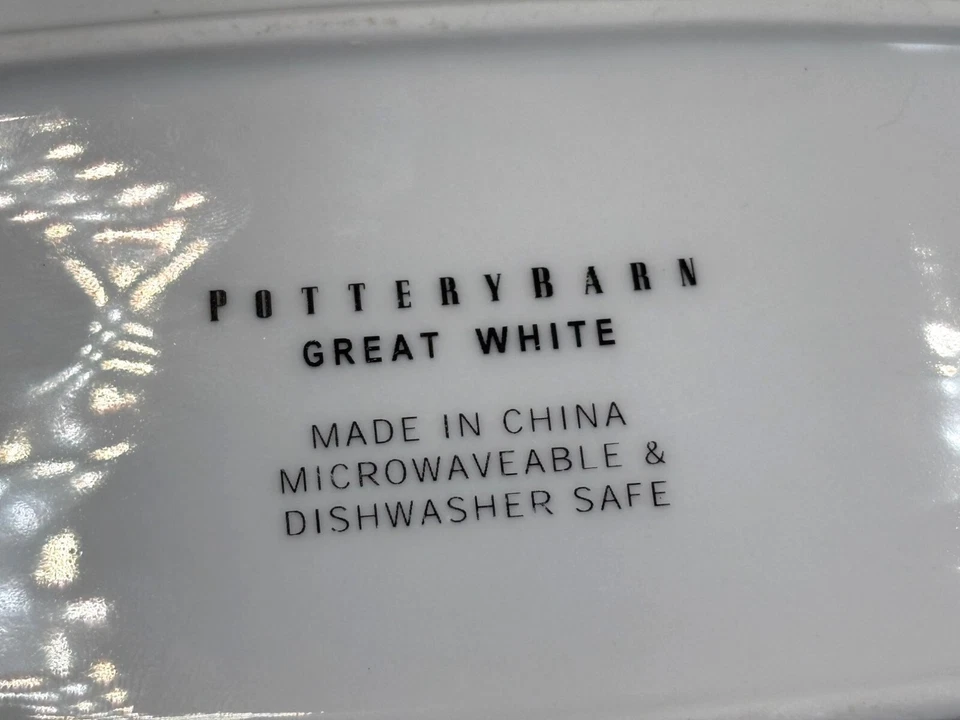 POTTERYBARN
GREAT WHITE
MADE IN CHINA
MICROWAVEABLE &
DISHWASHER SAFE